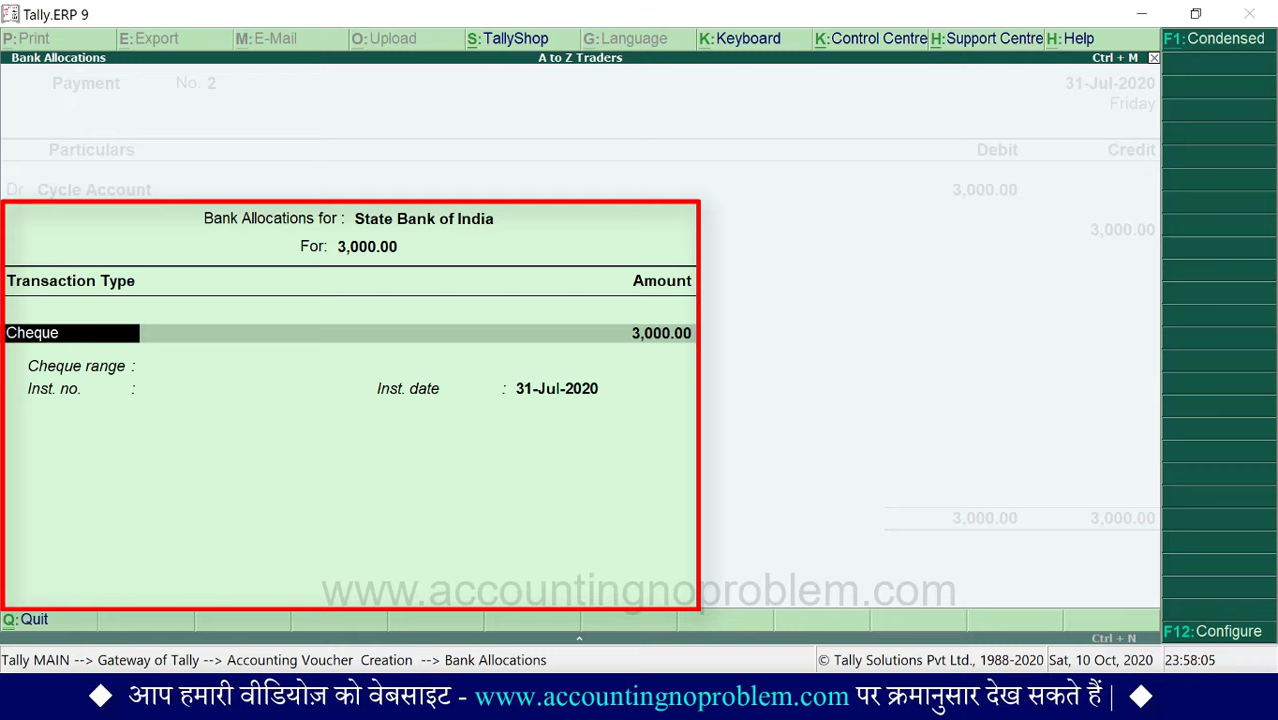 Tally.ERP 9
P:Print E:Export M:E-Mail O:Upload S:TallyShop G:Language K:Keyboard K:Control Centre H:Support Centre H:Help F1:Condensed
Bank Allocations A to Z Traders Ctrl + M
Payment No. 2 31-Jul-2020
Friday
Particulars Debit Credit
Dr Cycle Account 3,000.00
Bank Allocations for : State Bank of India 3,000.00
For: 3,000.00
Transaction Type Amount
Cheque 3,000.00
Cheque range :
Inst. no. : Inst. date : 31-Jul-2020
3,000.00 3,000.00
www.accountingnoproblem.com
Q:Quit
Ctrl + N F12:Configure
Tally MAIN --> Gateway of Tally --> Accounting Voucher Creation --> Bank Allocations © Tally Solutions Pvt Ltd., 1988-2020 Sat, 10 Oct, 2020 23:58:05
आप हमारी वीडियोज़ को वेबसाइट - www.accountingnoproblem.com पर क्रमानुसार देख सकते हैं |